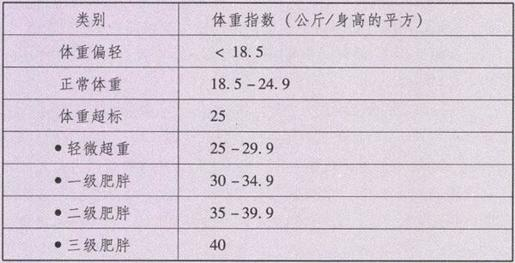 类别 体重指数（公斤/身高的平方）
体重偏轻 < 18.5
正常体重 18.5-24.9
体重超标 25
●轻微超重 25-29.9
●一级肥胖 30-34.9
●二级肥胖 35-39.9
●三级肥胖 40